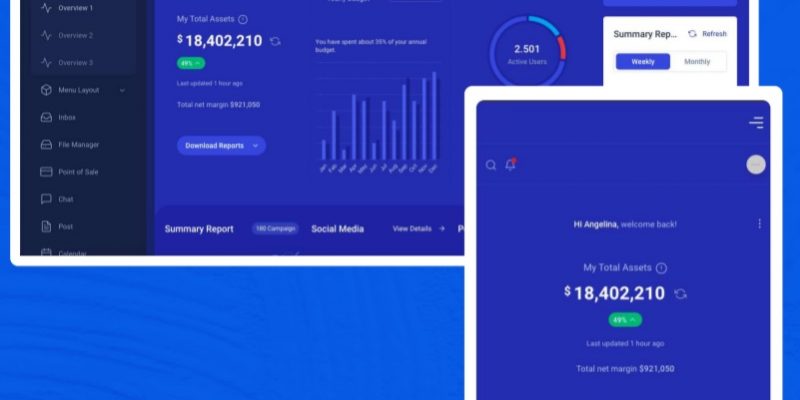 Overview 1
Overview 2
Overview 3
Menu Layout
Inbox
File Manager
Point of Sale
Chat
Post
Calendar
My Total Assets
$ 18,402,210
49%
Last updated 1 hour ago
Total net margin $921,050
Download Reports
Yearly Budget
You have spent about 35% of your annual
budget.
Jan Feb Mar Apr May Jun Jul Aug Sep Oct Nov Dec
2.501
Active Users
Summary Rep...
Refresh
Weekly
Monthly
Summary Report
180 Campaign
Social Media
View Details
Hi Angelina, welcome back!
My Total Assets
$ 18,402,210
49%
Last updated 1 hour ago
Total net margin $921,050